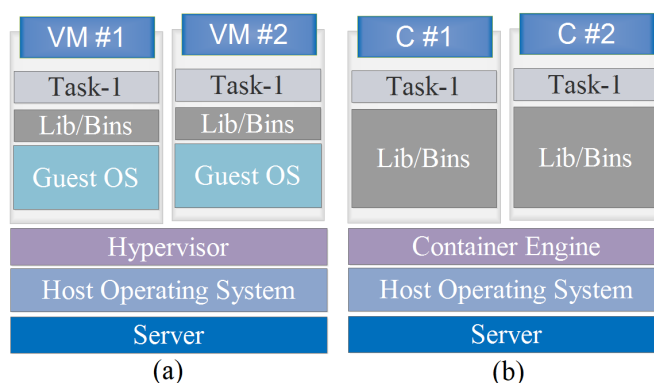 VM #1
VM #2
Task-1
Task-1
Lib/Bins
Lib/Bins
Guest OS
Guest OS
Hypervisor
Host Operating System
Server
(a)
C #1
C #2
Task-1
Task-1
Lib/Bins
Lib/Bins
Container Engine
Host Operating System
Server
(b)